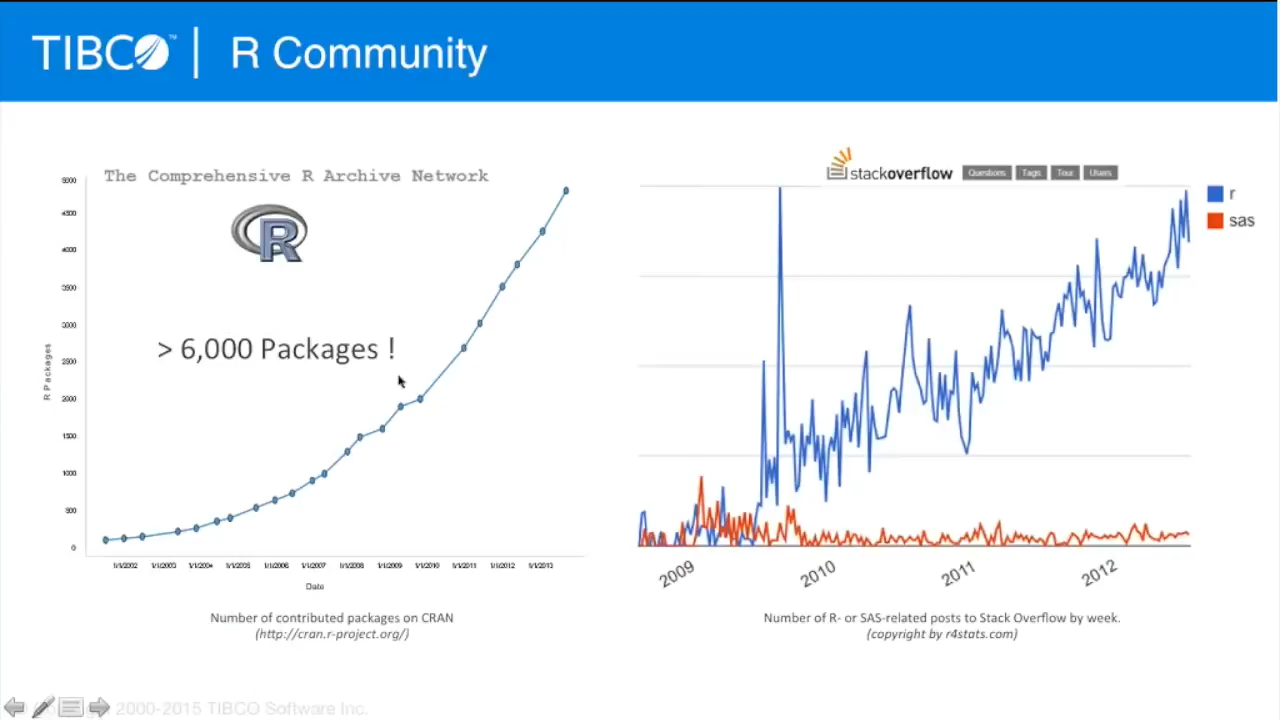 TIBCO™ | R Community
The Comprehensive R Archive Network
R
> 6,000 Packages !
R Packages
5000
4500
4000
3500
3000
2500
2000
1500
1000
500
0
1/1/2002 1/1/2003 1/1/2004 1/1/2005 1/1/2006 1/1/2007 1/1/2008 1/1/2009 1/1/2010 1/1/2011 1/1/2012 1/1/2013
Date
Number of contributed packages on CRAN
(http://cran.r-project.org/)
stackoverflow Questions Tags Tour Users
r
sas
2009 2010 2011 2012
Number of R- or SAS-related posts to Stack Overflow by week.
(copyright by r4stats.com)
2000-2015 TIBCO Software Inc.